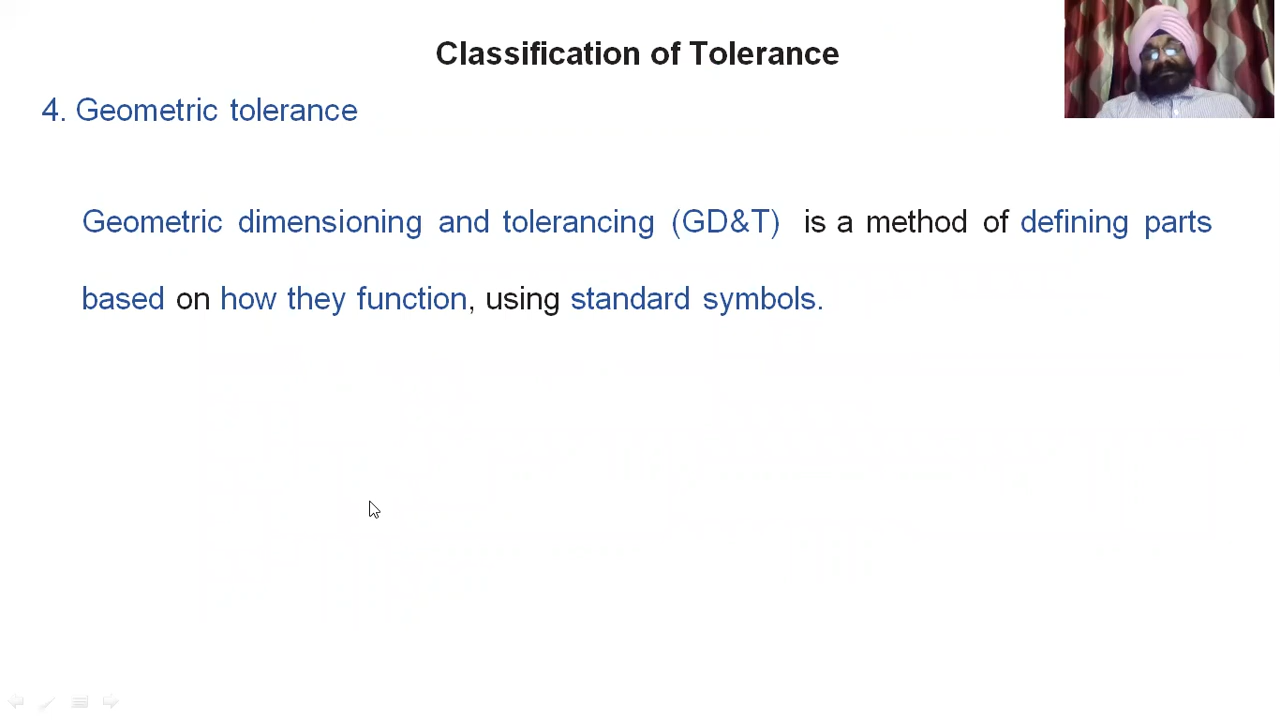 Classification of Tolerance
4. Geometric tolerance
Geometric dimensioning and tolerancing (GD&T) is a method of defining parts
based on how they function, using standard symbols.